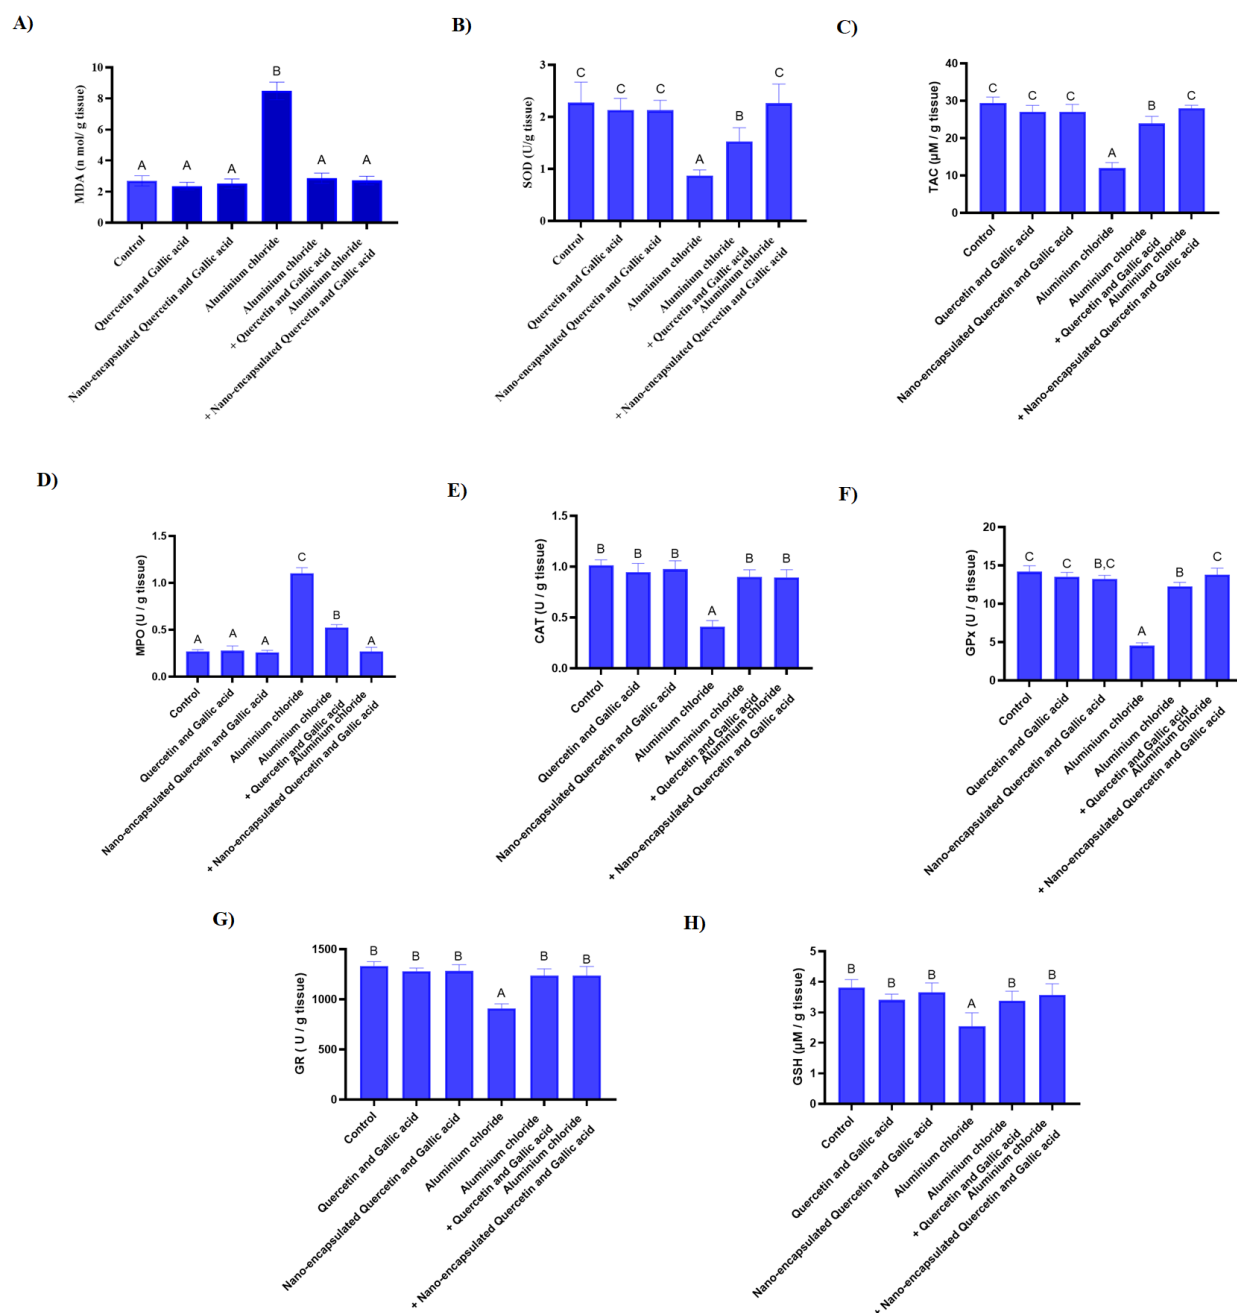 A)
MDA (n mol/ g tissue)
10
8
6
4
2
0
A
A
A
B
A
A
Control
Quercetin and Gallic acid
Nano-encapsulated Quercetin and Gallic acid
Aluminium chloride
Aluminium chloride
+ Quercetin and Gallic acid
Aluminium chloride
+ Nano-encapsulated Quercetin and Gallic acid
B)
SOD (U/g tissue)
3
2
1
0
C
C
C
A
B
C
Control
Quercetin and Gallic acid
Nano-encapsulated Quercetin and Gallic acid
Aluminium chloride
Aluminium chloride
+ Quercetin and Gallic acid
Aluminium chloride
+ Nano-encapsulated Quercetin and Gallic acid
C)
TAC (µM / g tissue)
40
30
20
10
0
C
C
C
A
B
C
Control
Quercetin and Gallic acid
Nano-encapsulated Quercetin and Gallic acid
Aluminium chloride
Aluminium chloride
+ Quercetin and Gallic acid
Aluminium chloride
+ Nano-encapsulated Quercetin and Gallic acid
D)
MPO (U / g tissue)
1.5
1.0
0.5
0.0
A
A
A
C
B
A
Control
Quercetin and Gallic acid
Nano-encapsulated Quercetin and Gallic acid
Aluminium chloride
Aluminium chloride
+ Quercetin and Gallic acid
Aluminium chloride
+ Nano-encapsulated Quercetin and Gallic acid
E)
CAT (U / g tissue)
1.5
1.0
0.5
0.0
B
B
B
A
B
B
Control
Quercetin and Gallic acid
Nano-encapsulated Quercetin and Gallic acid
Aluminium chloride
Aluminium chloride
+ Quercetin and Gallic acid
Aluminium chloride
+ Nano-encapsulated Quercetin and Gallic acid
F)
GPx (U / g tissue)
20
15
10
5
0
C
C
B,C
A
B
C
Control
Quercetin and Gallic acid
Nano-encapsulated Quercetin and Gallic acid
Aluminium chloride
Aluminium chloride
+ Quercetin and Gallic acid
Aluminium chloride
+ Nano-encapsulated Quercetin and Gallic acid
G)
GR ( U / g tissue)
1500
1000
500
0
B
B
B
A
B
B
Control
Quercetin and Gallic acid
Nano-encapsulated Quercetin and Gallic acid
Aluminium chloride
Aluminium chloride
+ Quercetin and Gallic acid
Aluminium chloride
+ Nano-encapsulated Quercetin and Gallic acid
H)
GSH (µM / g tissue)
5
4
3
2
1
0
B
B
B
A
B
B
Control
Quercetin and Gallic acid
Nano-encapsulated Quercetin and Gallic acid
Aluminium chloride
Aluminium chloride
+ Quercetin and Gallic acid
Aluminium chloride
+ Nano-encapsulated Quercetin and Gallic acid